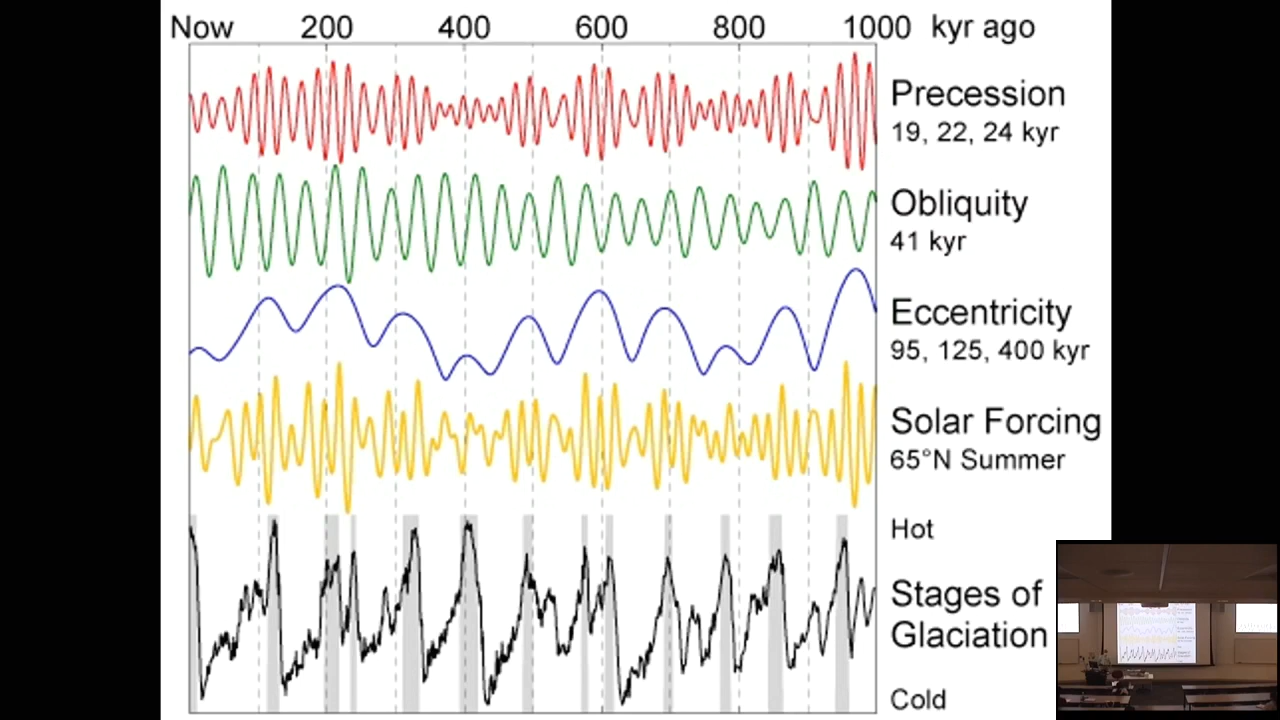 Now 200 400 600 800 1000 kyr ago
Precession
19, 22, 24 kyr
Obliquity
41 kyr
Eccentricity
95, 125, 400 kyr
Solar Forcing
65°N Summer
Hot
Stages of
Glaciation
Cold